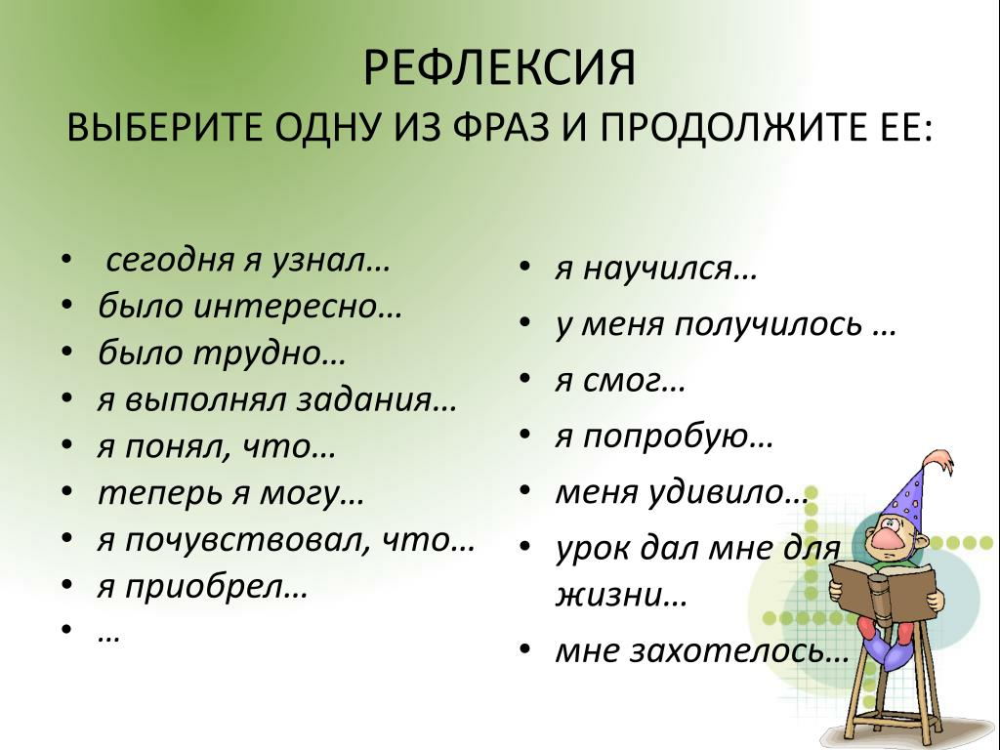 РЕФЛЕКСИЯ
ВЫБЕРИТЕ ОДНУ ИЗ ФРАЗ И ПРОДОЛЖИТЕ ЕЕ:
• сегодня я узнал…
• было интересно…
• было трудно…
• я выполнял задания…
• я понял, что…
• теперь я могу…
• я почувствовал, что…
• я приобрел…
• …
• я научился…
• у меня получилось …
• я смог…
• я попробую…
• меня удивило…
• урок дал мне для
жизни…
• мне захотелось…